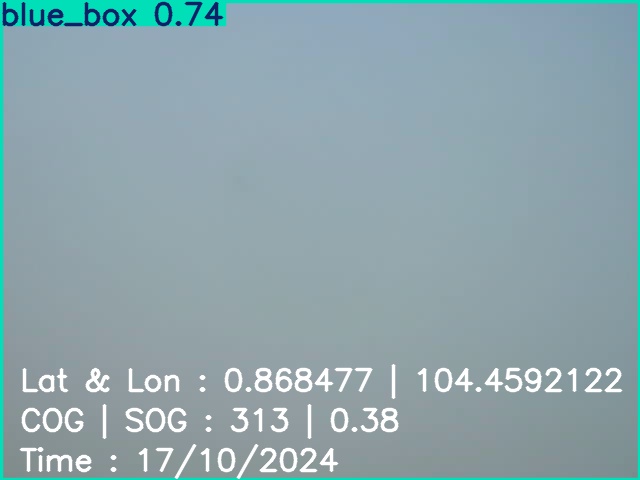 blue_box 0.74
Lat & Lon : 0.868477 | 104.4592122
COG | SOG : 313 | 0.38
Time : 17/10/2024